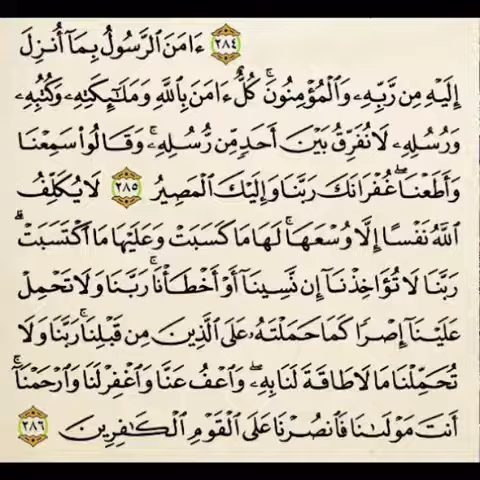 ﴿٢٨٤﴾ ءَامَنَ ٱلرَّسُولُ بِمَآ أُنزِلَ
إِلَيْهِ مِن رَّبِّهِۦ وَٱلْمُؤْمِنُونَ ۚ كُلٌّ ءَامَنَ بِٱللَّهِ وَمَلَٰٓئِكَتِهِۦ وَكُتُبِهِۦ
وَرُسُلِهِۦ لَا نُفَرِّقُ بَيْنَ أَحَدٍ مِّن رُّسُلِهِۦ ۚ وَقَالُوا۟ سَمِعْنَا
وَأَطَعْنَا ۖ غُفْرَانَكَ رَبَّنَا وَإِلَيْكَ ٱلْمَصِيرُ ﴿٢٨٥﴾ لَا يُكَلِّفُ
ٱللَّهُ نَفْسًا إِلَّا وُسْعَهَا ۚ لَهَا مَا كَسَبَتْ وَعَلَيْهَا مَا ٱكْتَسَبَتْ ۗ
رَبَّنَا لَا تُؤَاخِذْنَآ إِن نَّسِينَآ أَوْ أَخْطَأْنَا ۚ رَبَّنَا وَلَا تَحْمِلْ
عَلَيْنَآ إِصْرًا كَمَا حَمَلْتَهُۥ عَلَى ٱلَّذِينَ مِن قَبْلِنَا ۚ رَبَّنَا وَلَا
تُحَمِّلْنَا مَا لَا طَاقَةَ لَنَا بِهِۦ ۖ وَٱعْفُ عَنَّا وَٱغْفِرْ لَنَا وَٱرْحَمْنَآ ۚ
أَنتَ مَوْلَىٰنَا فَٱنصُرْنَا عَلَى ٱلْقَوْمِ ٱلْكَٰفِرِينَ ﴿٢٨٦﴾